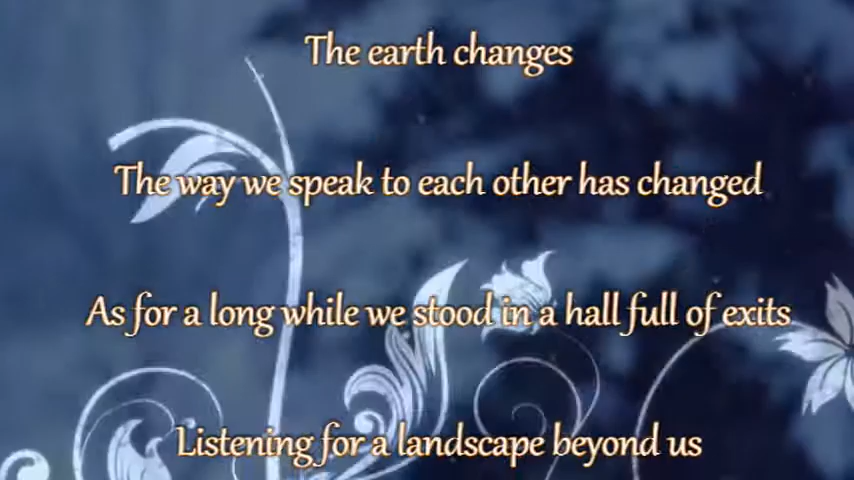 The earth changes
The way we speak to each other has changed
As for a long while we stood in a hall full of exits
Listening for a landscape beyond us